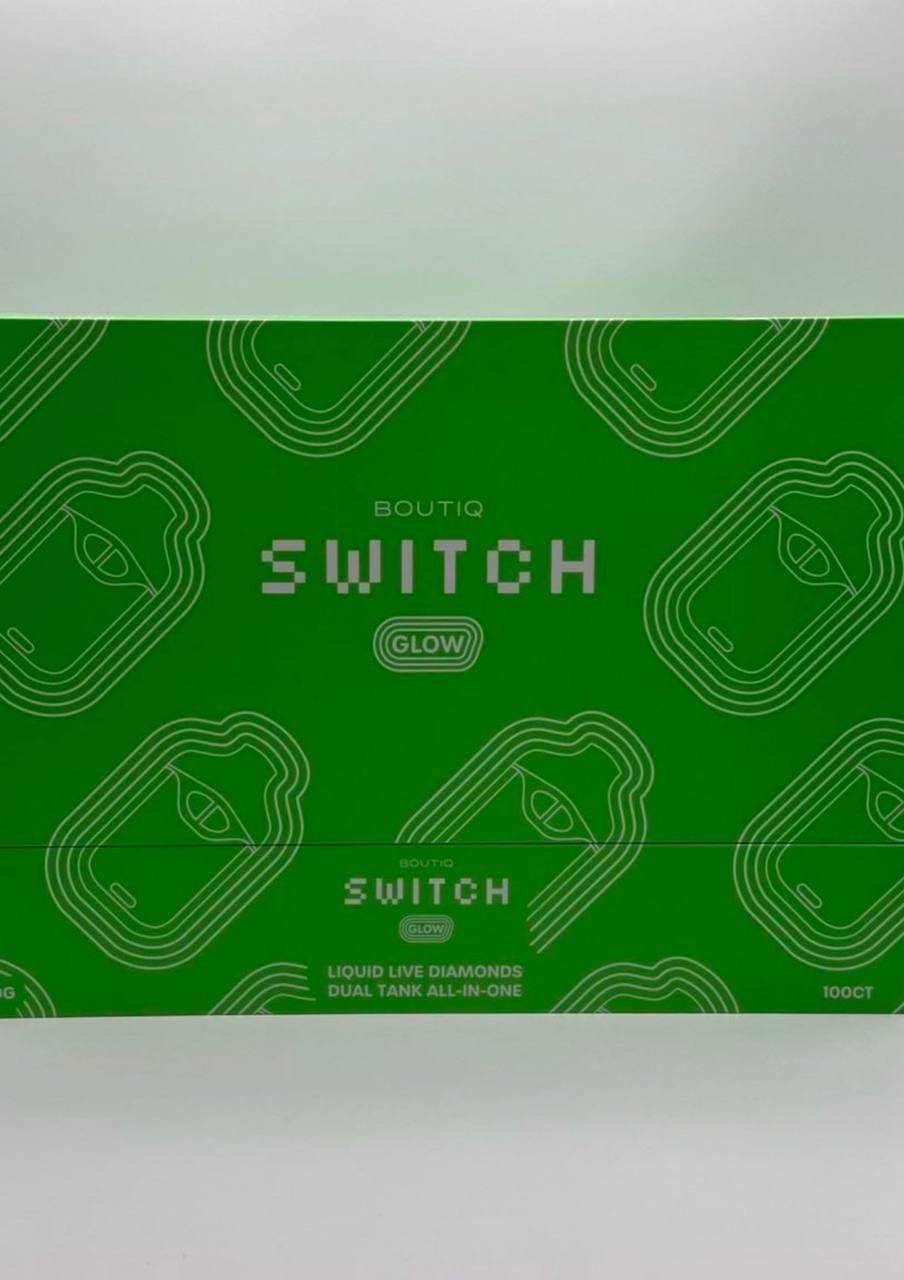 BOUTIQ
SWITCH
GLOW
BOUTIQ
SWITCH
GLOW
LIQUID LIVE DIAMONDS
DUAL TANK ALL-IN-ONE
100CT